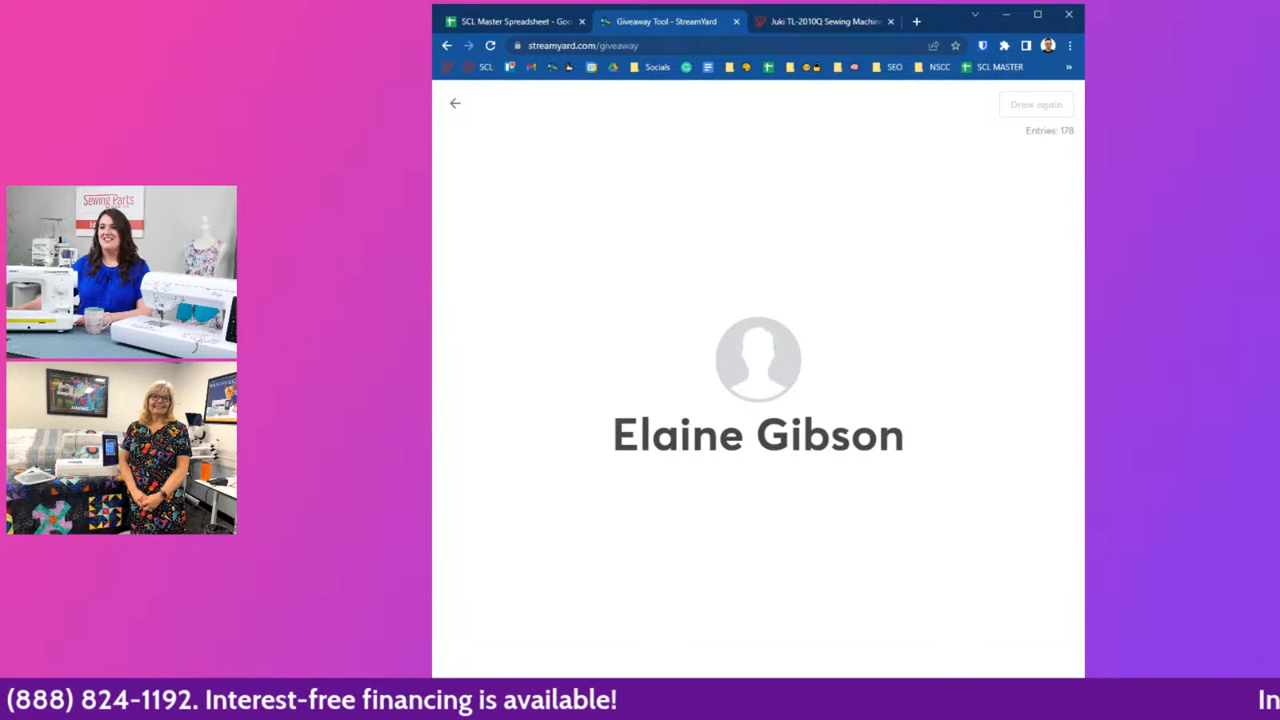 SCL Master Spreadsheet - Goo
Giveaway Tool - StreamYard
Juki TL-2010Q Sewing Machin
streamyard.com/giveaway
SCL
Socials
SEO
NSCC
SCL MASTER
Draw again
Entries: 178
Sewing Parts
Elaine Gibson
(888) 824-1192. Interest-free financing is available!
In